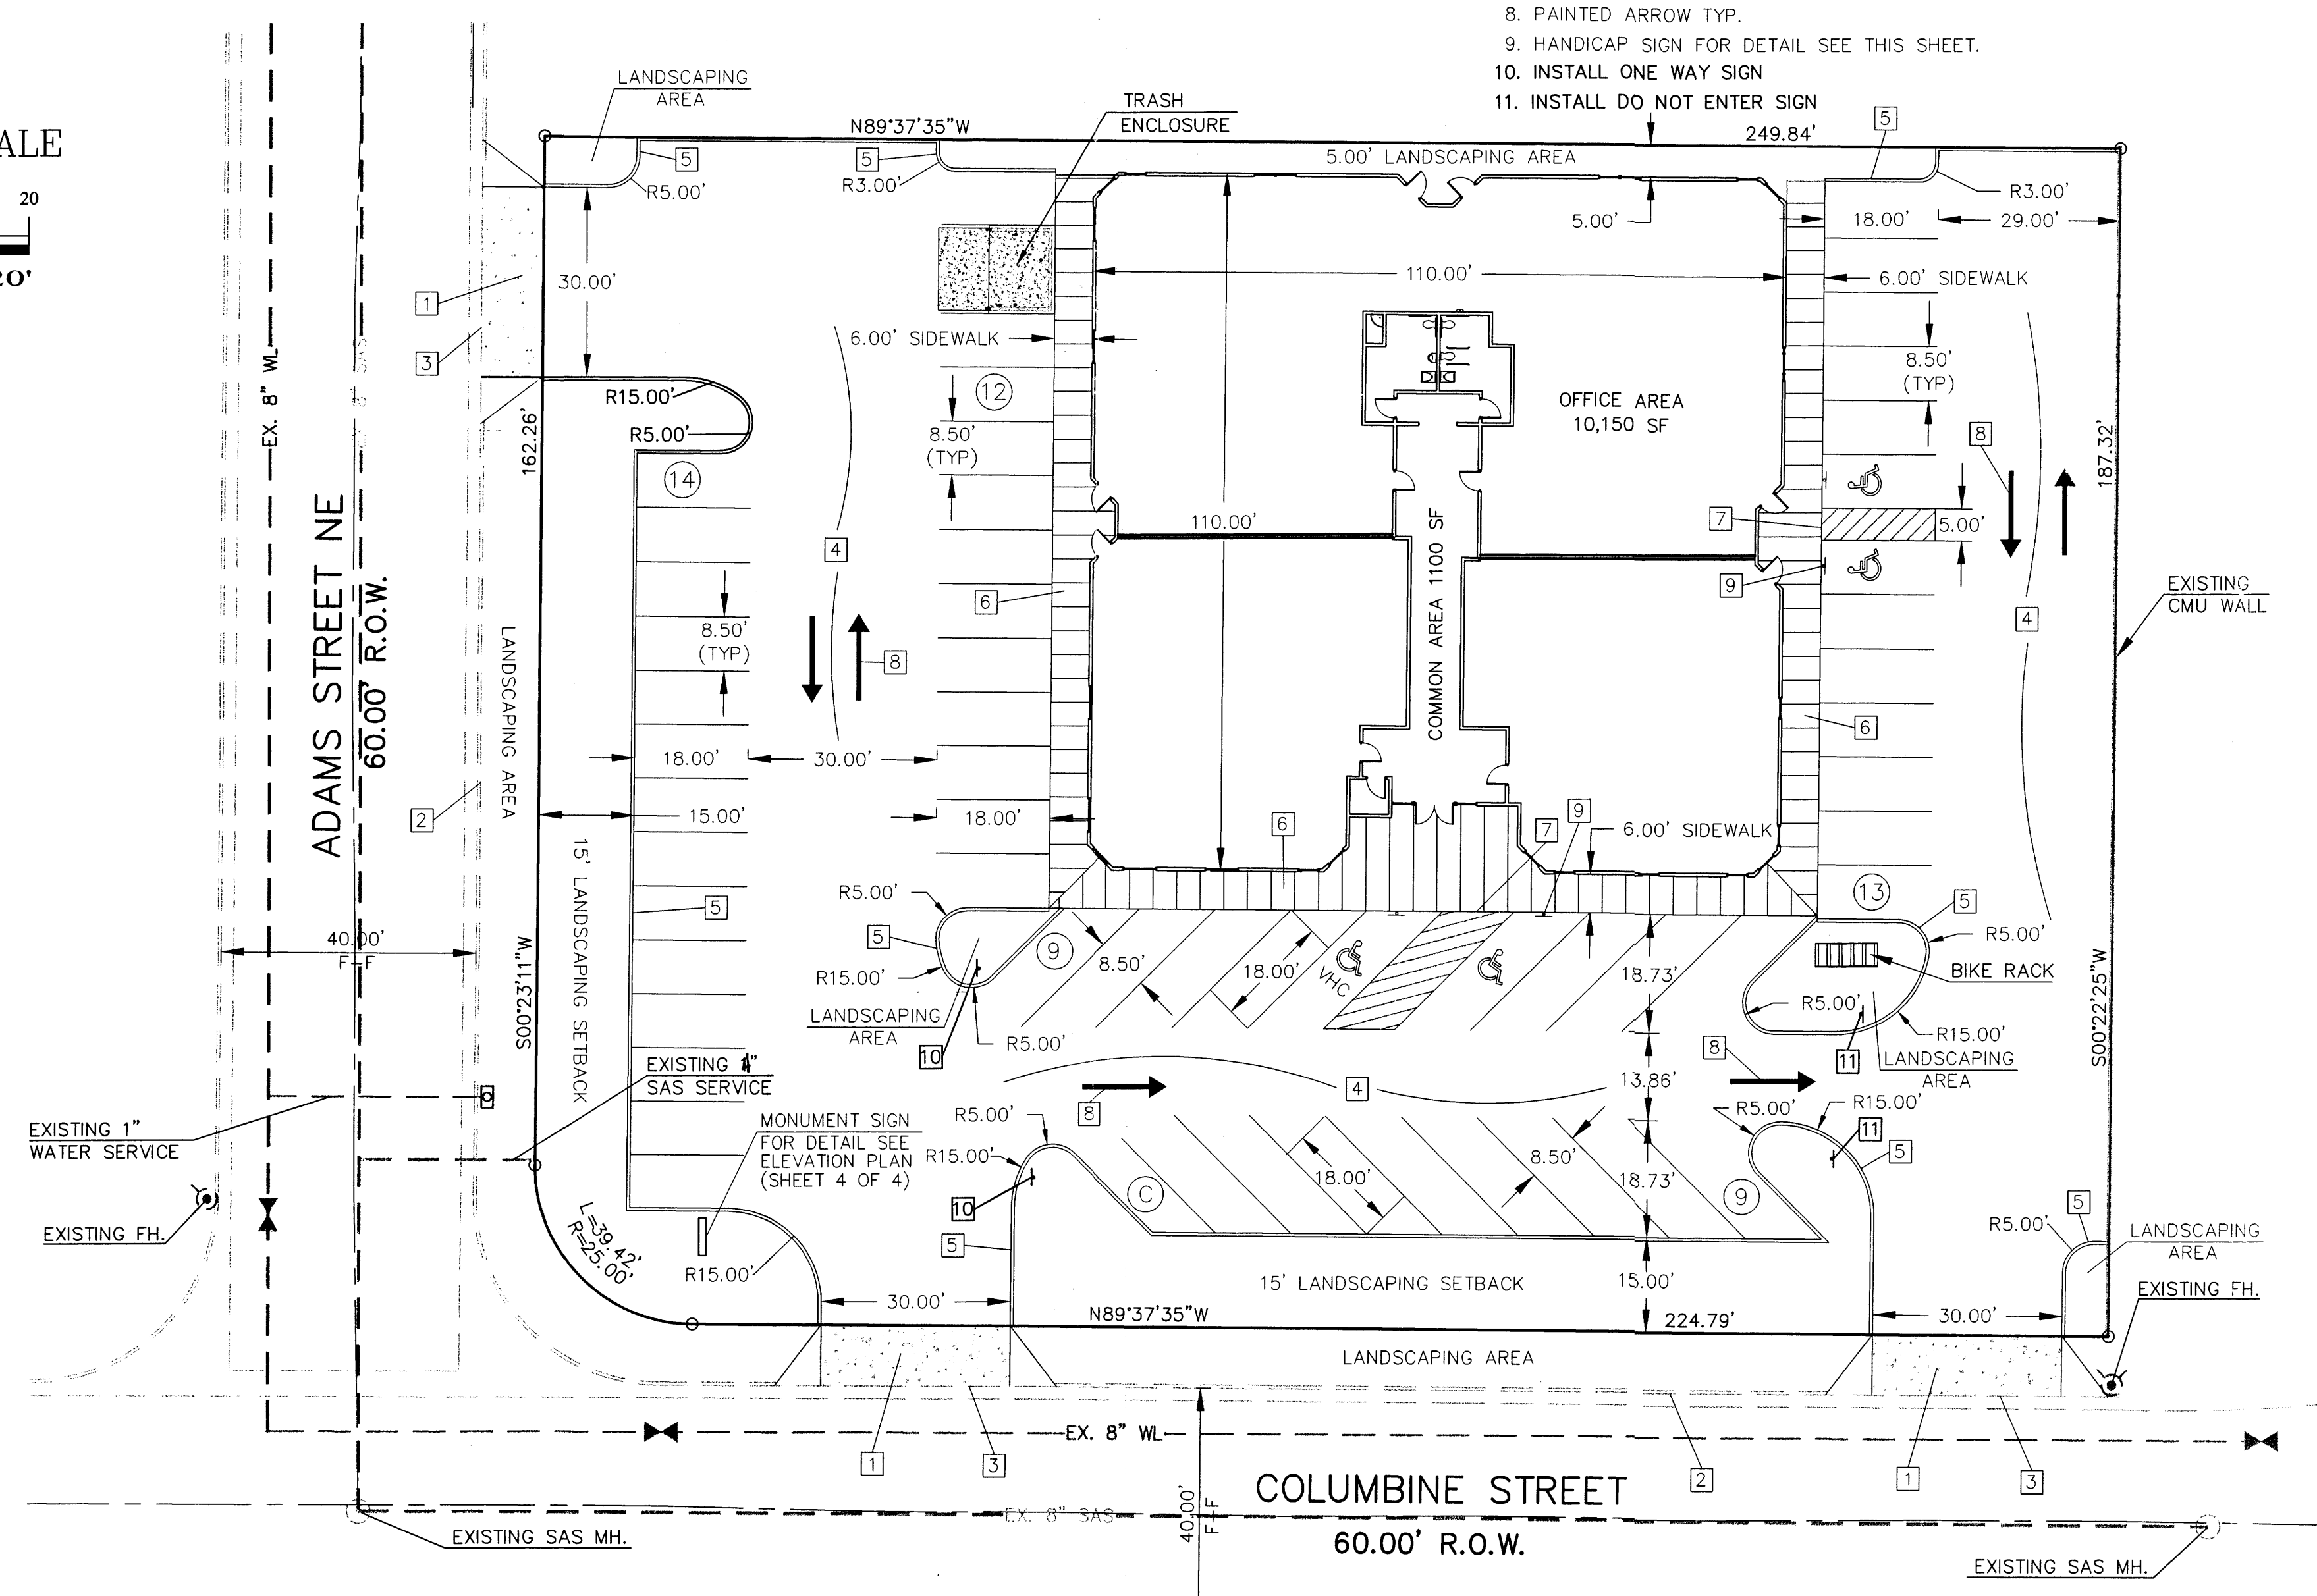 8. PAINTED ARROW TYP.
9. HANDICAP SIGN FOR DETAIL SEE THIS SHEET.
10. INSTALL ONE WAY SIGN
11. INSTALL DO NOT ENTER SIGN
ALE
20
20'
LANDSCAPING
AREA
TRASH
ENCLOSURE
N89°37'35"W
249.84'
5
5
5
5.00' LANDSCAPING AREA
R5.00'
R3.00'
R3.00'
5.00'
18.00'
29.00'
30.00'
110.00'
6.00' SIDEWALK
1
3
6.00' SIDEWALK
8.50'
(TYP)
12
R15.00'
R5.00'
OFFICE AREA
10,150 SF
8.50'
(TYP)
EX. 8" WL
8" SAS
162.26'
14
8
187.32'
110.00'
7
5.00'
4
COMMON AREA 1100 SF
9
EXISTING
CMU WALL
6
4
ADAMS STREET NE
60.00' R.O.W.
LANDSCAPING AREA
8.50'
(TYP)
8
6
18.00'
30.00'
2
15.00'
18.00'
6
7
9
6.00' SIDEWALK
15' LANDSCAPING SETBACK
R5.00'
13
5
5
R5.00'
40.00'
F-F
5
9
8.50'
18.00'
VHC
18.73'
BIKE RACK
R15.00'
R5.00'
LANDSCAPING
AREA
R5.00'
10
R15.00'
11
LANDSCAPING
AREA
S00°23'11"W
S00°22'25"W
EXISTING 4"
SAS SERVICE
8
4
13.86'
8
R5.00'
R5.00'
R15.00'
MONUMENT SIGN
FOR DETAIL SEE
ELEVATION PLAN
(SHEET 4 OF 4)
EXISTING 1"
WATER SERVICE
R15.00'
8.50'
11
5
18.00'
18.73'
C
9
10
EXISTING FH.
L=39.42'
R=25.00'
5
5
R5.00'
LANDSCAPING
AREA
R15.00'
15' LANDSCAPING SETBACK
15.00'
EXISTING FH.
30.00'
N89°37'35"W
224.79'
30.00'
LANDSCAPING AREA
EX. 8" WL
1
3
2
1
3
COLUMBINE STREET
60.00' R.O.W.
EX. 8" SAS
40.00'
F-F
EXISTING SAS MH.
EXISTING SAS MH.